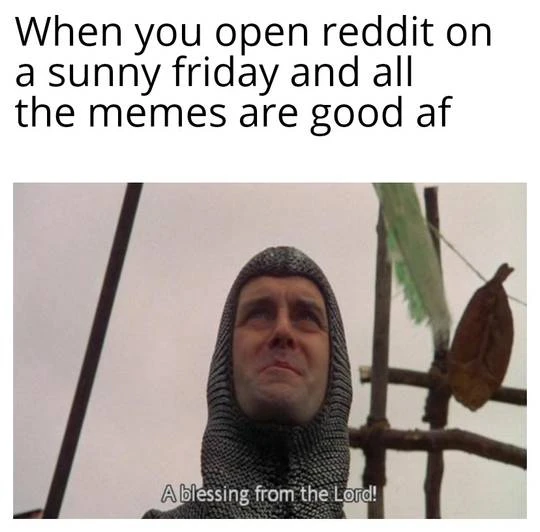 When you open reddit on
a sunny friday and all
the memes are good af
A blessing from the Lord!